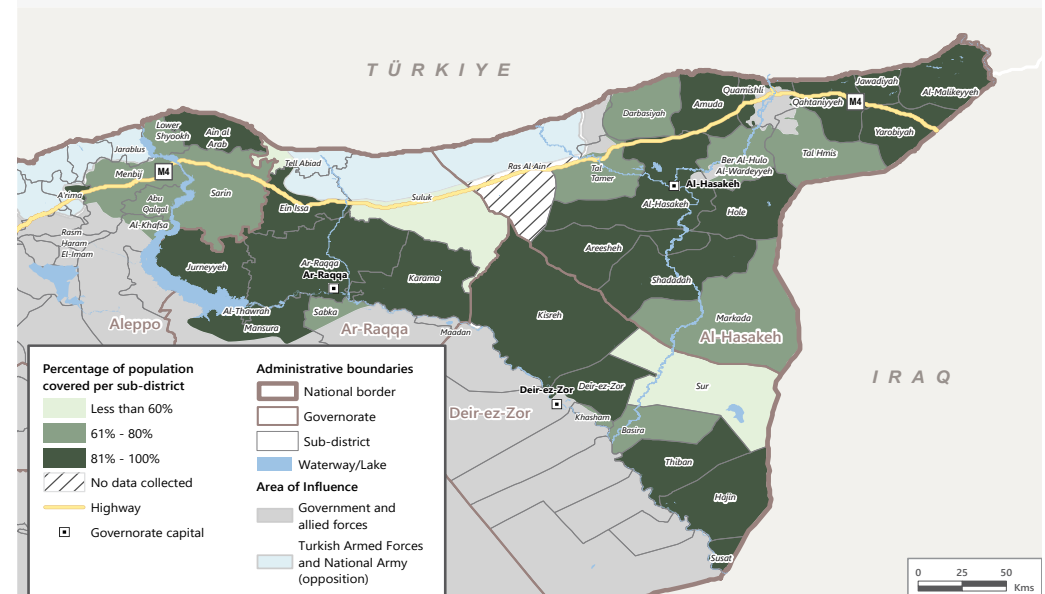 TÜRKIYE
IRAQ
Lower
Shyookh
Ain al
Arab
Jarablus
Menbij
M4
A'rima
Abu
Qalqal
Al-Khafsa
Sarin
Rasm
Haram
El-Imam
Tell Abiad
Ein Issa
Suluk
Ras Al Ain
Jurneyyeh
Ar-Raqqa
Ar-Raqqa
Karama
Al-Thawrah
Mansura
Sabka
Maadan
Aleppo
Ar-Raqqa
Darbasiyah
Amuda
Quamishli
Qahtaniyyeh
M4
Jawadiyah
Al-Malikeyyeh
Yarobiyah
Tal Hmis
Tal
Tamer
Ber Al-Hulo
Al-Wardeyyeh
Al-Hasakeh
Al-Hasakeh
Hole
Areesheh
Shadadah
Markada
Al-Hasakeh
Kisreh
Deir-ez-Zor
Deir-ez-Zor
Deir-ez-Zor
Sur
Khasham
Basira
Thiban
Hajin
Susat
Percentage of population
covered per sub-district
Less than 60%
61% - 80%
81% - 100%
No data collected
Highway
Governorate capital
Administrative boundaries
National border
Governorate
Sub-district
Waterway/Lake
Area of Influence
Government and
allied forces
Turkish Armed Forces
and National Army
(opposition)
0 25 50
Kms